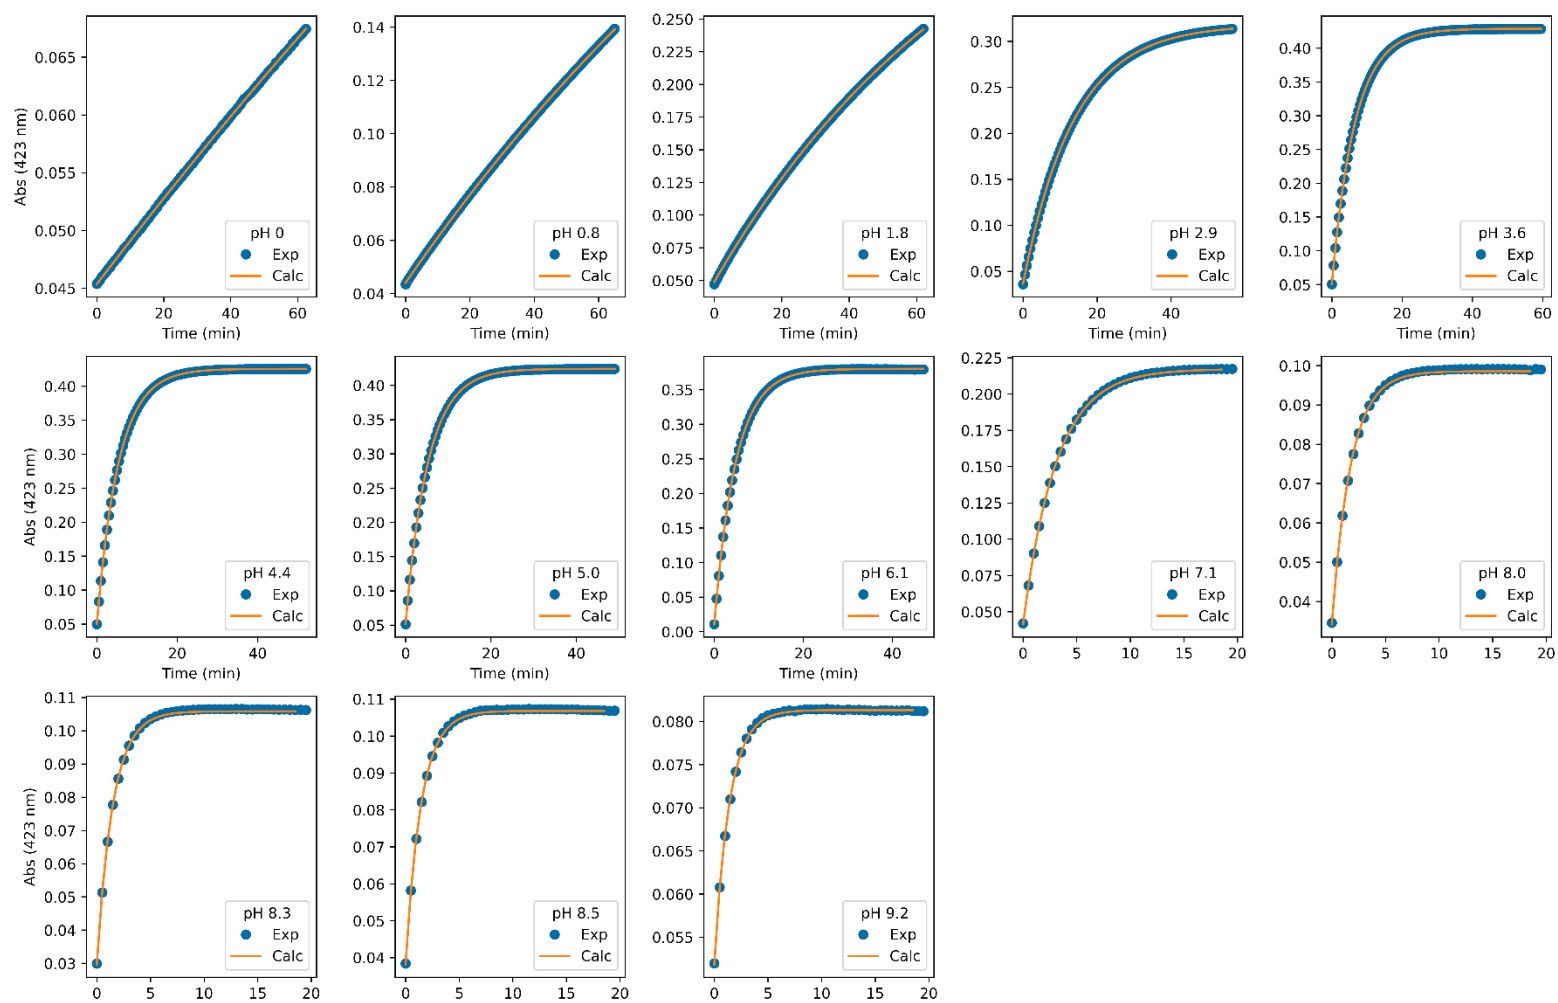 Abs (423 nm)
0.065
0.060
0.055
0.050
0.045
pH 0
Exp
Calc
0 20 40 60
Time (min)
0.14
0.12
0.10
0.08
0.06
0.04
pH 0.8
Exp
Calc
0 20 40 60
Time (min)
0.250
0.225
0.200
0.175
0.150
0.125
0.100
0.075
0.050
pH 1.8
Exp
Calc
0 20 40 60
Time (min)
0.30
0.25
0.20
0.15
0.10
0.05
pH 2.9
Exp
Calc
0 20 40
Time (min)
0.40
0.35
0.30
0.25
0.20
0.15
0.10
0.05
pH 3.6
Exp
Calc
0 20 40 60
Time (min)
Abs (423 nm)
0.40
0.35
0.30
0.25
0.20
0.15
0.10
0.05
pH 4.4
Exp
Calc
0 20 40
Time (min)
0.40
0.35
0.30
0.25
0.20
0.15
0.10
0.05
pH 5.0
Exp
Calc
0 20 40
Time (min)
0.35
0.30
0.25
0.20
0.15
0.10
0.05
0.00
pH 6.1
Exp
Calc
0 20 40
Time (min)
0.225
0.200
0.175
0.150
0.125
0.100
0.075
0.050
pH 7.1
Exp
Calc
0 5 10 15 20
0.10
0.09
0.08
0.07
0.06
0.05
0.04
pH 8.0
Exp
Calc
0 5 10 15 20
Abs (423 nm)
0.11
0.10
0.09
0.08
0.07
0.06
0.05
0.04
0.03
pH 8.3
Exp
Calc
0 5 10 15 20
0.11
0.10
0.09
0.08
0.07
0.06
0.05
0.04
pH 8.5
Exp
Calc
0 5 10 15 20
0.080
0.075
0.070
0.065
0.060
0.055
pH 9.2
Exp
Calc
0 5 10 15 20